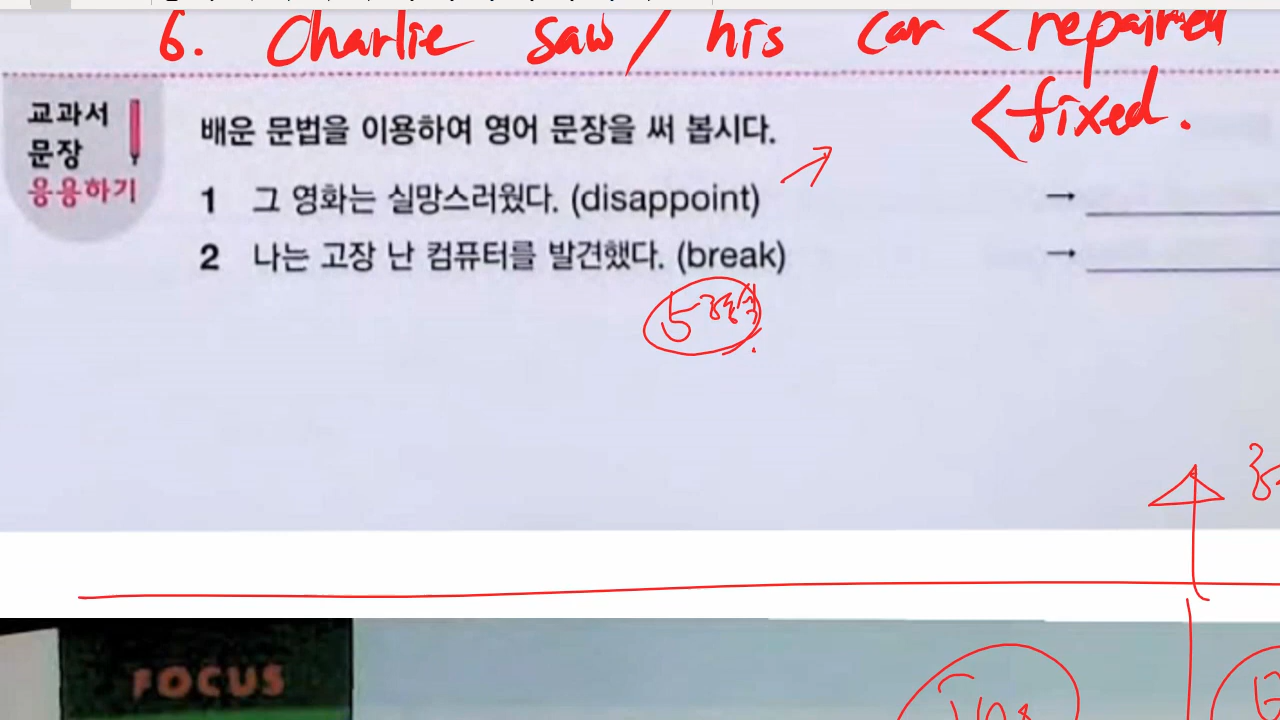 6. Charlie saw / his car < repaired
< fixed.
교과서
문장
응용하기
배운 문법을 이용하여 영어 문장을 써 봅시다.
1 그 영화는 실망스러웠다. (disappoint) →
2 나는 고장 난 컴퓨터를 발견했다. (break) →
5형식
FOCUS